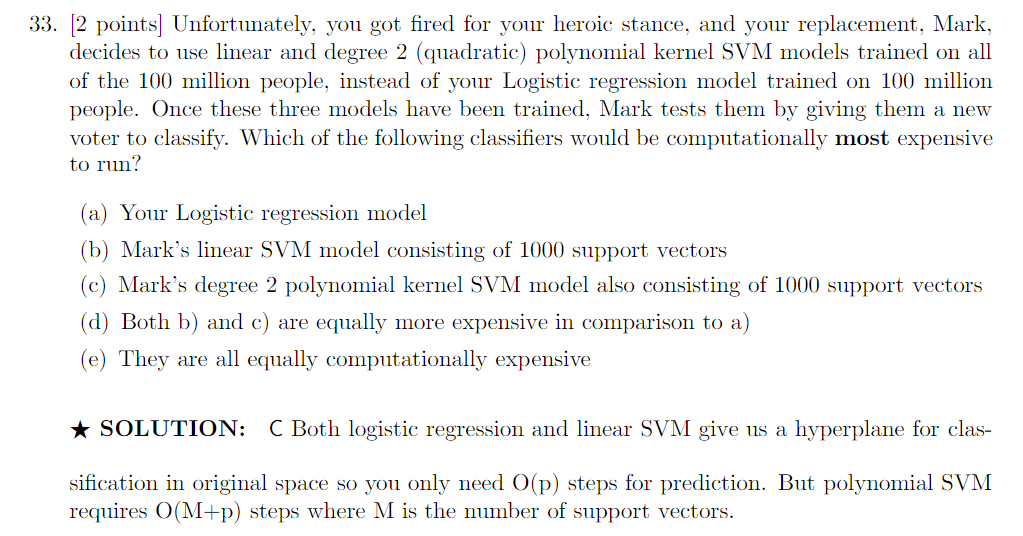 33. [2 points] Unfortunately, you got fired for your heroic stance, and your replacement, Mark,
decides to use linear and degree 2 (quadratic) polynomial kernel SVM models trained on all
of the 100 million people, instead of your Logistic regression model trained on 100 million
people. Once these three models have been trained, Mark tests them by giving them a new
voter to classify. Which of the following classifiers would be computationally most expensive
to run?
(a) Your Logistic regression model
(b) Mark's linear SVM model consisting of 1000 support vectors
(c) Mark's degree 2 polynomial kernel SVM model also consisting of 1000 support vectors
(d) Both b) and c) are equally more expensive in comparison to a)
(e) They are all equally computationally expensive
★ SOLUTION: C Both logistic regression and linear SVM give us a hyperplane for clas-
sification in original space so you only need O(p) steps for prediction. But polynomial SVM
requires O(M+p) steps where M is the number of support vectors.